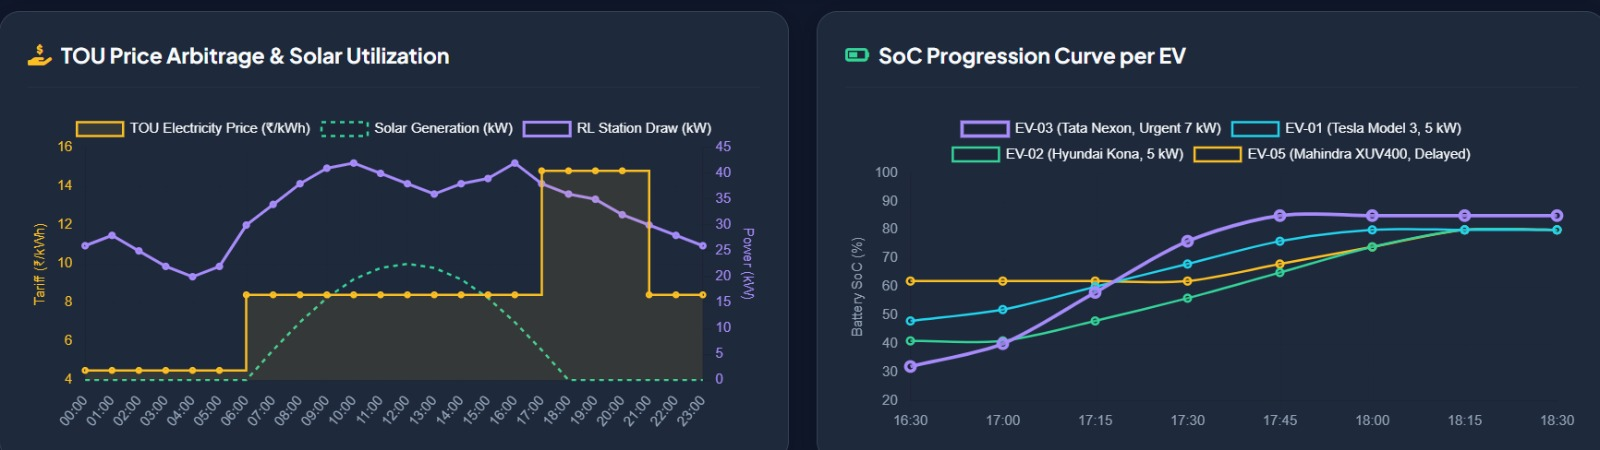 TOU Price Arbitrage & Solar Utilization
TOU Electricity Price (₹/kWh) Solar Generation (kW) RL Station Draw (kW)
Tariff (₹/kWh)
16
14
12
10
8
6
4
Power (kW)
45
40
35
30
25
20
15
10
5
0
00:00 01:00 02:00 03:00 04:00 05:00 06:00 07:00 08:00 09:00 10:00 11:00 12:00 13:00 14:00 15:00 16:00 17:00 18:00 19:00 20:00 21:00 22:00 23:00
SoC Progression Curve per EV
EV-03 (Tata Nexon, Urgent 7 kW) EV-01 (Tesla Model 3, 5 kW)
EV-02 (Hyundai Kona, 5 kW) EV-05 (Mahindra XUV400, Delayed)
Battery SoC (%)
100
90
80
70
60
50
40
30
20
16:30 17:00 17:15 17:30 17:45 18:00 18:15 18:30